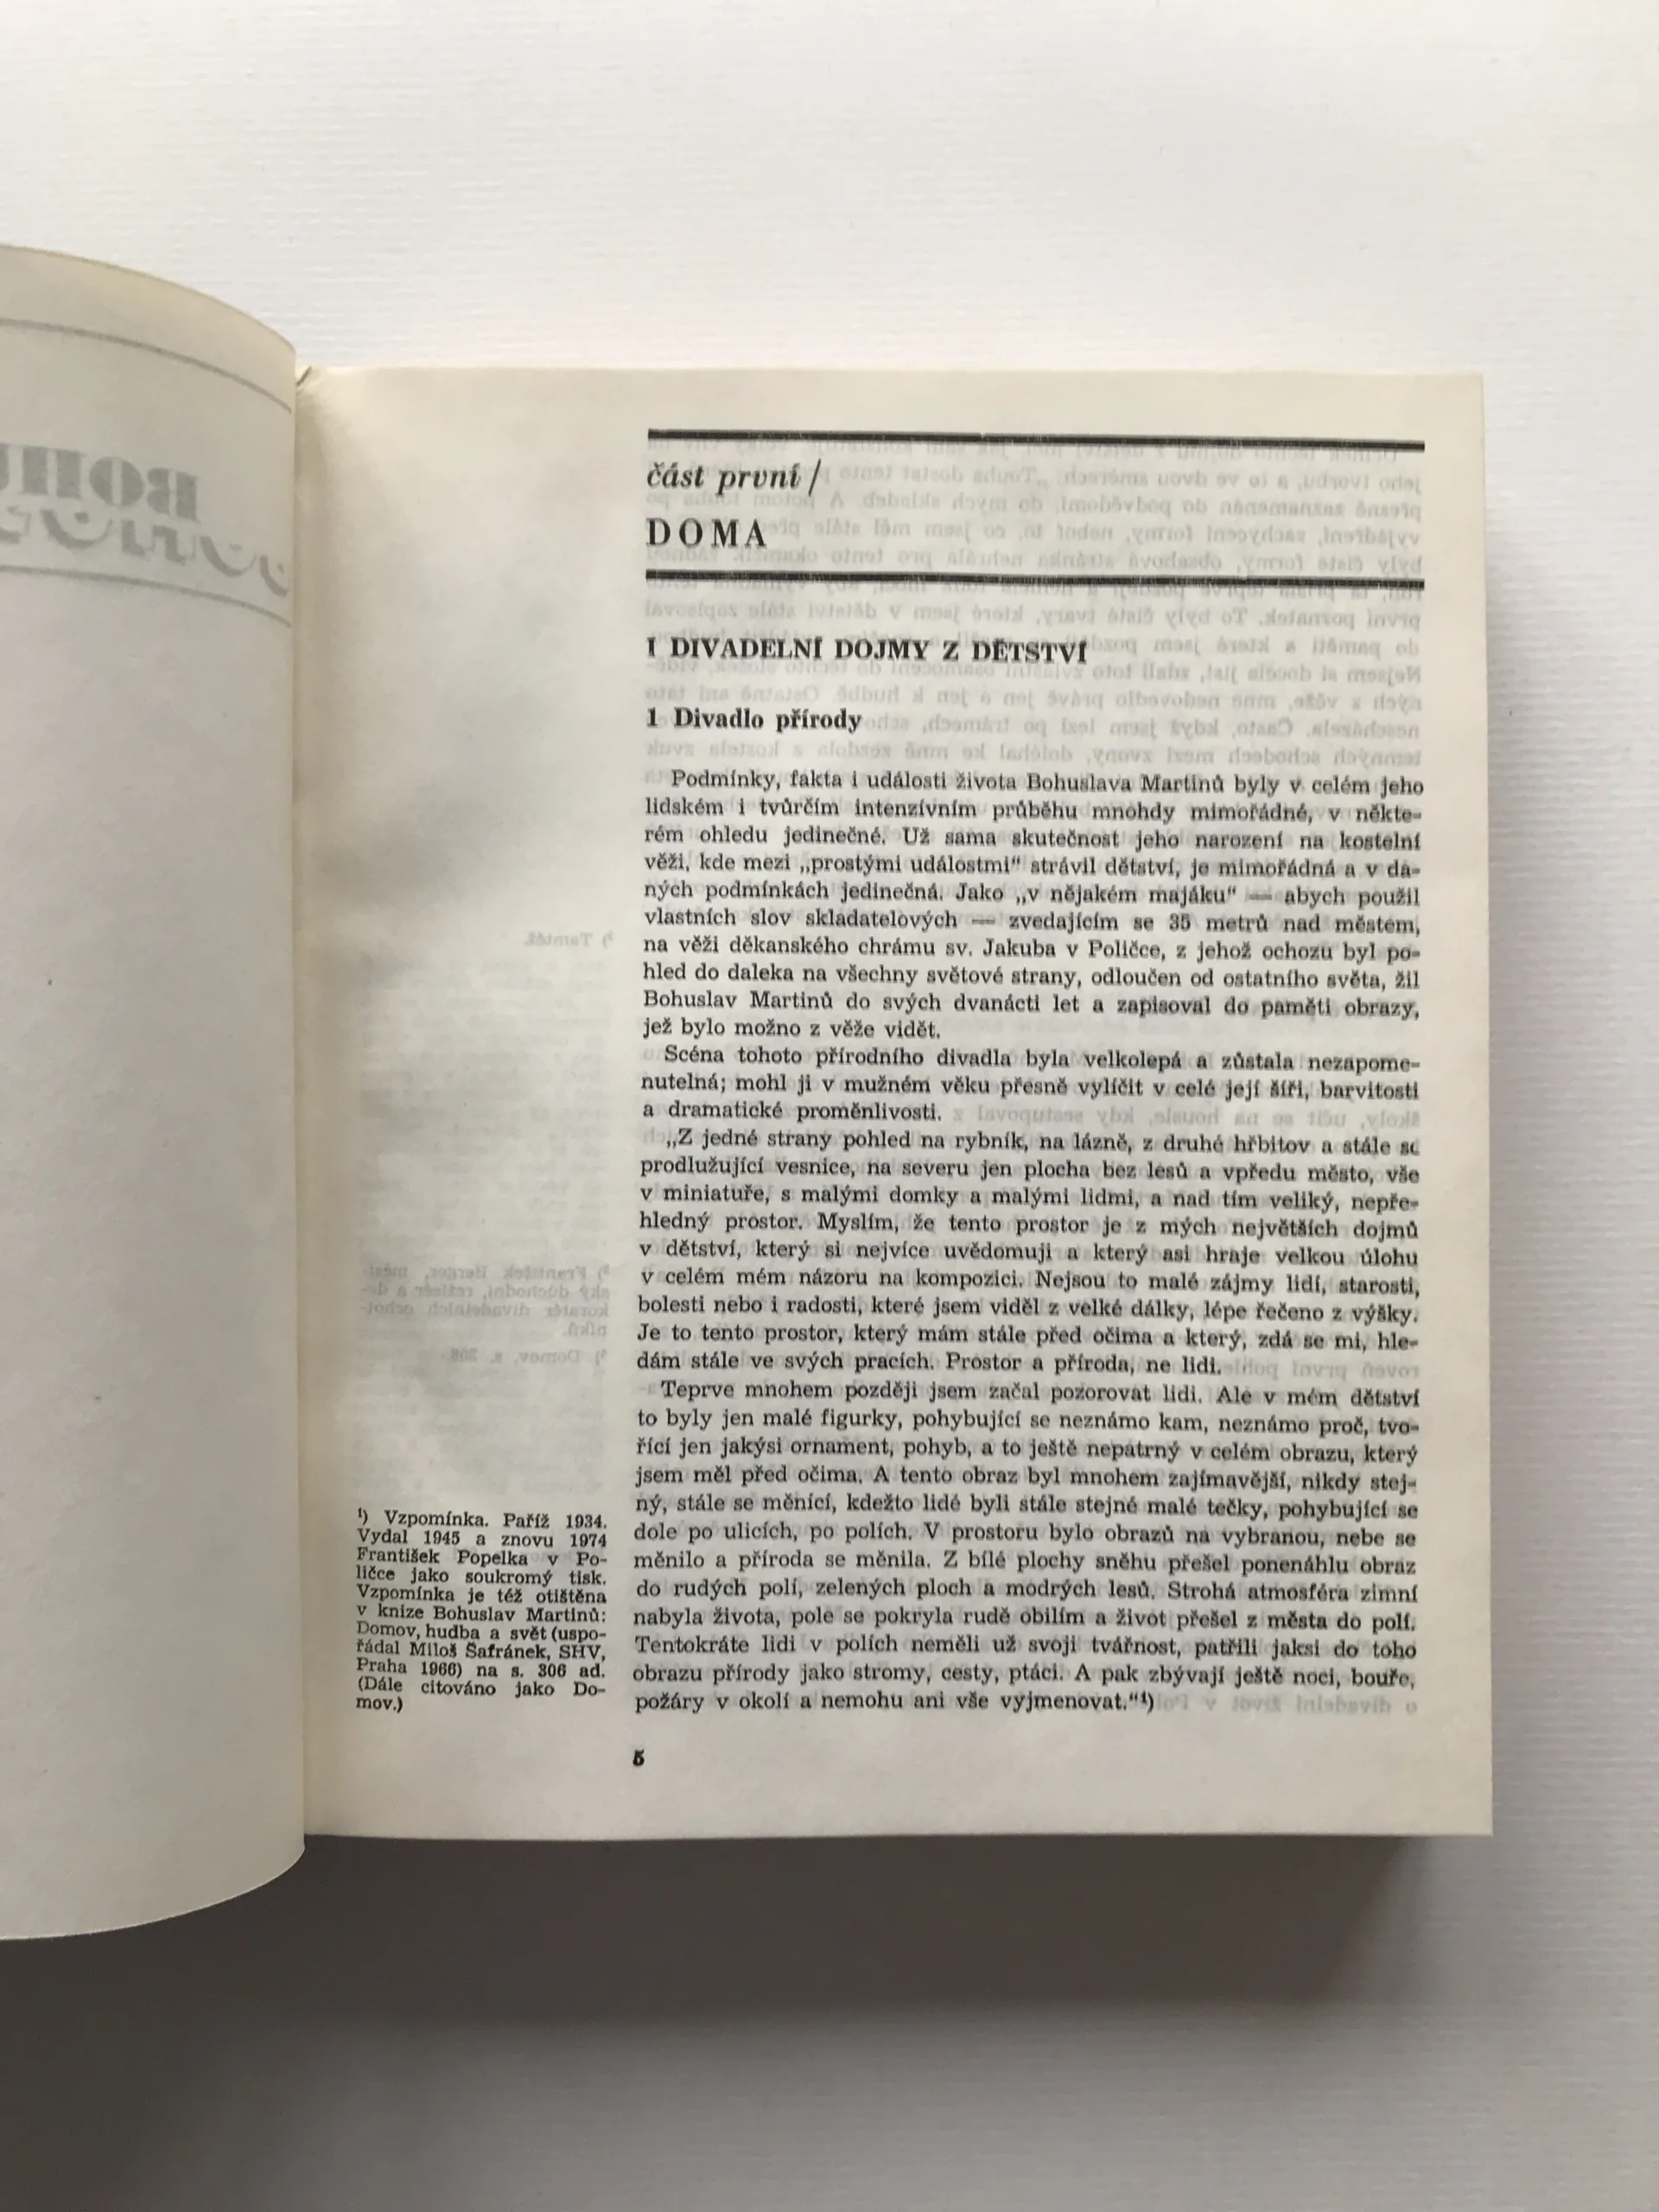 část první/
DOMA
I DIVADELNÍ DOJMY Z DĚTSTVÍ
1 Divadlo přírody
Podmínky, fakta i události života Bohuslava Martinů byly v celém jeho
lidském i tvůrčím intenzívním průběhu mnohdy mimořádné, v někte-
rém ohledu jedinečné. Už sama skutečnost jeho narození na kostelní
věži, kde mezi „prostými událostmi“ strávil dětství, je mimořádná a v da-
ných podmínkách jedinečná. Jako „v nějakém majáku“ — abych použil
vlastních slov skladatelových — zvedajícím se 35 metrů nad městem,
na věži děkanského chrámu sv. Jakuba v Poličce, z jehož ochozu byl po-
hled do daleka na všechny světové strany, odloučen od ostatního světa, žil
Bohuslav Martinů do svých dvanácti let a zapisoval do paměti obrazy,
jež bylo možno z věže vidět.
Scéna tohoto přírodního divadla byla velkolepá a zůstala nezapome-
nutelná; mohl ji v mužném věku přesně vylíčit v celé její šíři, barvitosti
a dramatické proměnlivosti.
„Z jedné strany pohled na rybník, na lázně, z druhé hřbitov a stále se
prodlužující vesnice, na severu jen plocha bez lesů a vpředu město, vše
v miniatuře, s malými domky a malými lidmi, a nad tím veliký, nepře-
hledný prostor. Myslím, že tento prostor je z mých největších dojmů
v dětství, který si nejvíce uvědomuji a který asi hraje velkou úlohu
v celém mém názoru na kompozici. Nejsou to malé zájmy lidí, starosti,
bolesti nebo i radosti, které jsem viděl z velké dálky, lépe řečeno z výšky.
Je to tento prostor, který mám stále před očima a který, zdá se mi, hle-
dám stále ve svých pracích. Prostor a příroda, ne lidi.
Teprve mnohem později jsem začal pozorovat lidi. Ale v mém dětství
to byly jen malé figurky, pohybující se neznámo kam, neznámo proč, tvo-
řící jen jakýsi ornament, pohyb, a to ještě nepatrný v celém obrazu, který
jsem měl před očima. A tento obraz byl mnohem zajímavější, nikdy stej-
ný, stále se měnící, kdežto lidé byli stále stejné malé tečky, pohybující se
dole po ulicích, po polích. V prostoru bylo obrazů na vybranou, nebe se
měnilo a příroda se měnila. Z bílé plochy sněhu přešel ponenáhlu obraz
do rudých polí, zelených ploch a modrých lesů. Strohá atmosféra zimní
nabyla života, pole se pokryla rudě obilím a život přešel z města do polí.
Tentokráte lidi v polích neměli už svoji tvářnost, patřili jaksi do toho
obrazu přírody jako stromy, cesty, ptáci. A pak zbývají ještě noci, bouře,
požáry v okolí a nemohu ani vše vyjmenovat.“¹)
¹) Vzpomínka. Paříž 1934.
Vydal 1945 a znovu 1974
František Popelka v Po-
ličce jako soukromý tisk.
Vzpomínka je též otištěna
v knize Bohuslav Martinů:
Domov, hudba a svět (uspo-
řádal Miloš Šafránek, SHV,
Praha 1966) na s. 306 ad.
(Dále citováno jako Do-
mov.)
5